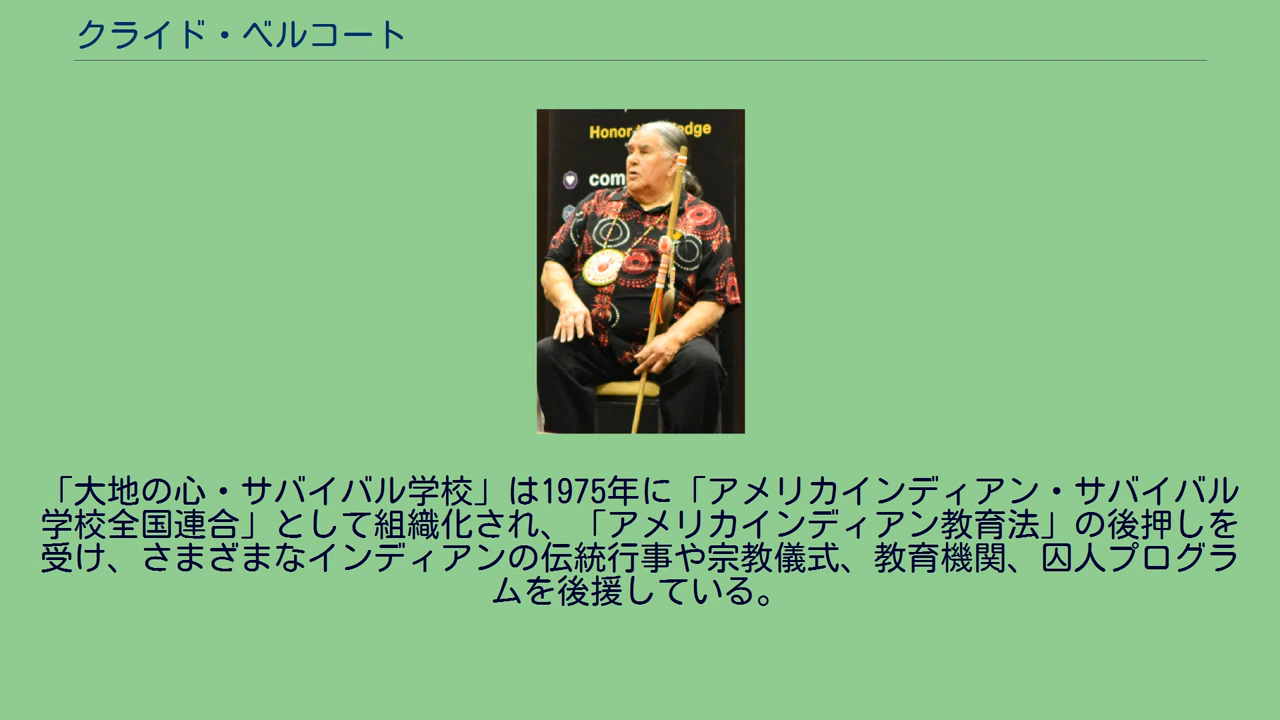 クライド・ベルコート
Honor edge
com
「大地の心・サバイバル学校」は1975年に「アメリカインディアン・サバイバル
学校全国連合」として組織化され、「アメリカインディアン教育法」の後押しを
受け、さまざまなインディアンの伝統行事や宗教儀式、教育機関、囚人プログラ
ムを後援している。